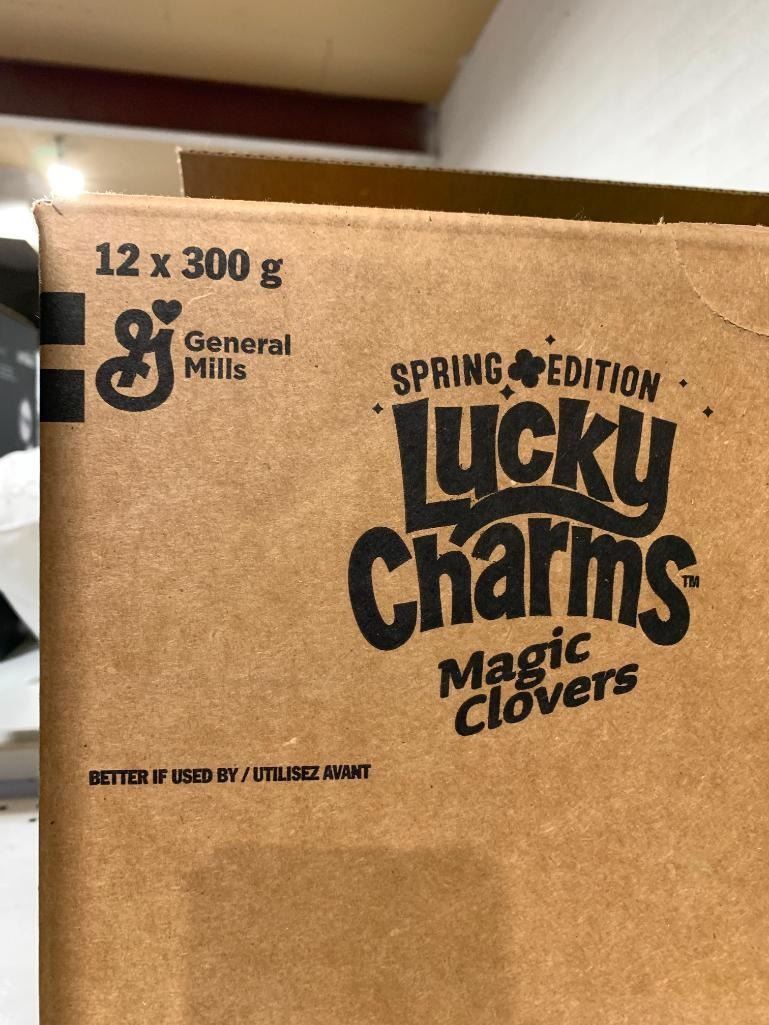 12 x 300 g
General
Mills
SPRING EDITION
Lucky
Charms™
Magic
Clovers
BETTER IF USED BY / UTILISEZ AVANT